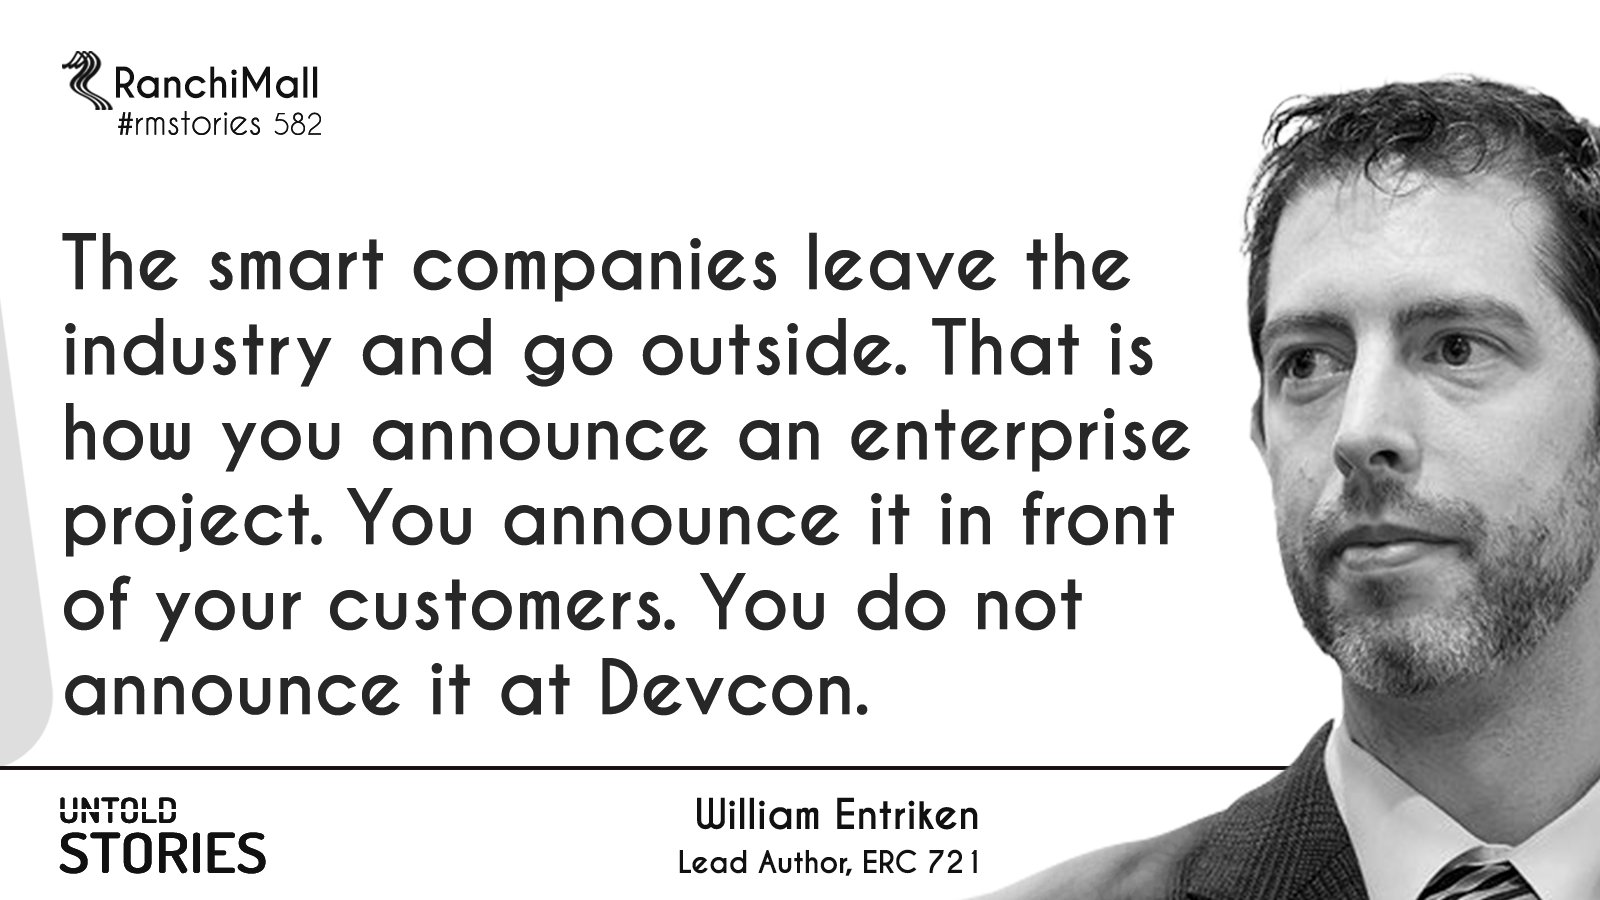 RanchiMall
#rmstories 582
The smart companies leave the
industry and go outside. That is
how you announce an enterprise
project. You announce it in front
of your customers. You do not
announce it at Devcon.
UNTOLD
STORIES
William Entriken
Lead Author, ERC 721